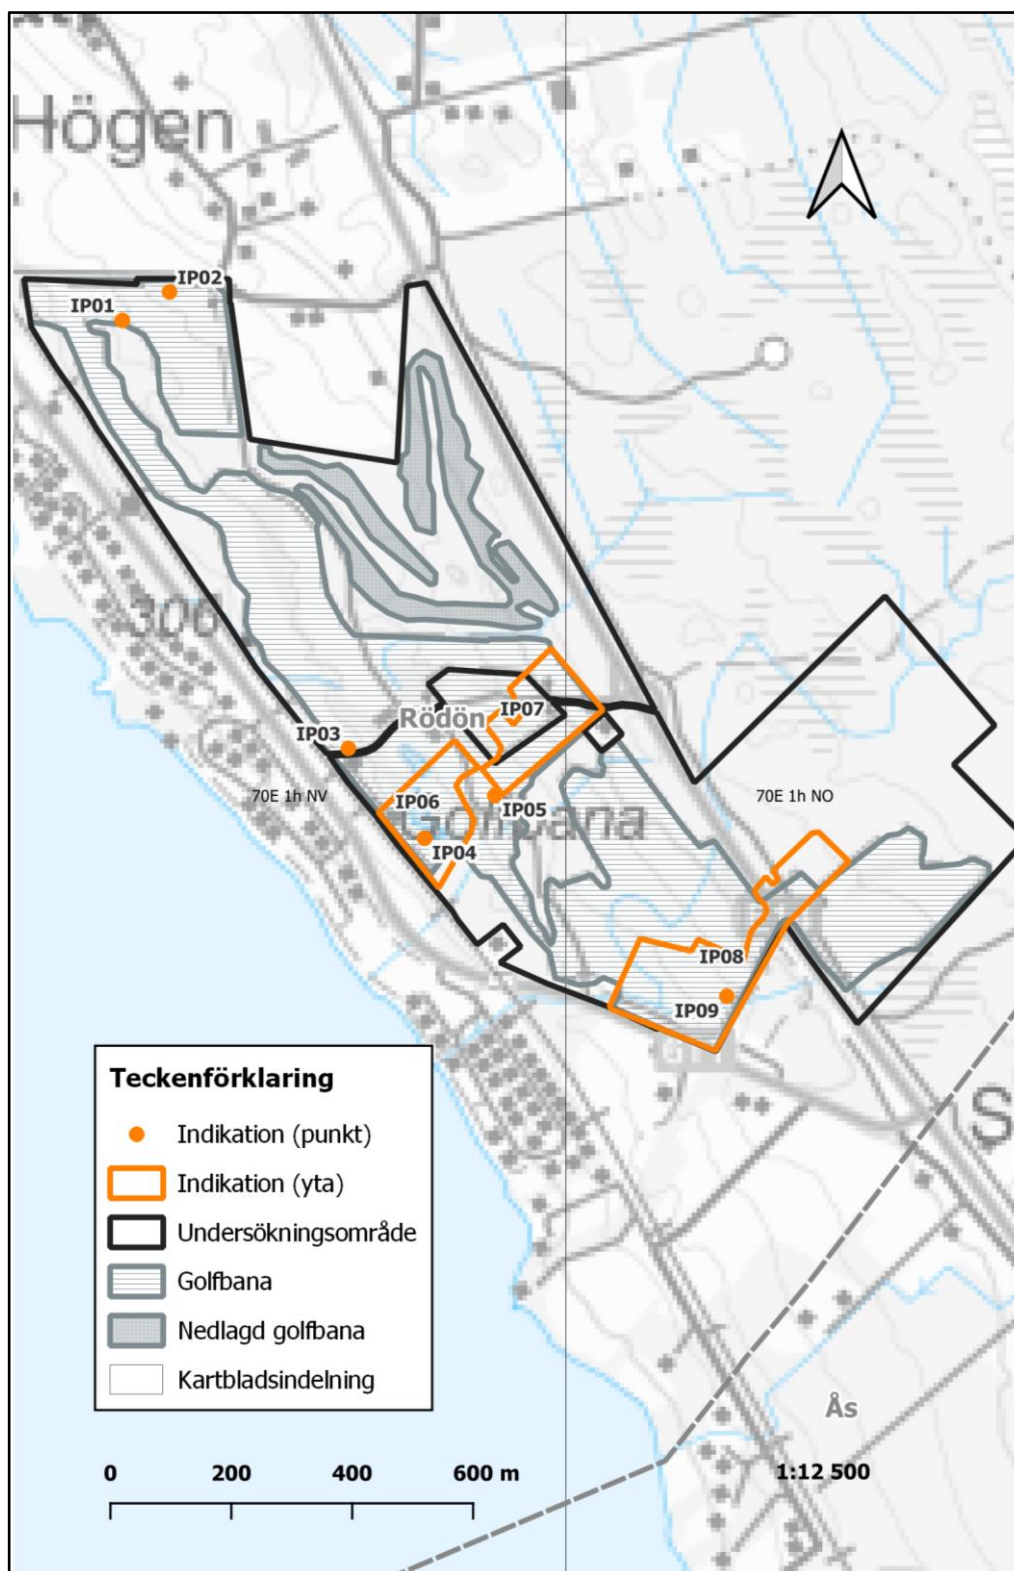 Högen
IP02
IP01
306
IP03
Rödön
IP07
70E 1h NV
IP06
IP05
70E 1h NO
Golfbana
IP04
IP08
IP09
S
Teckenförklaring
Indikation (punkt)
Indikation (yta)
Undersökningsområde
Golfbana
Nedlagd golfbana
Kartbladsindelning
Ås
0 200 400 600 m
1:12 500